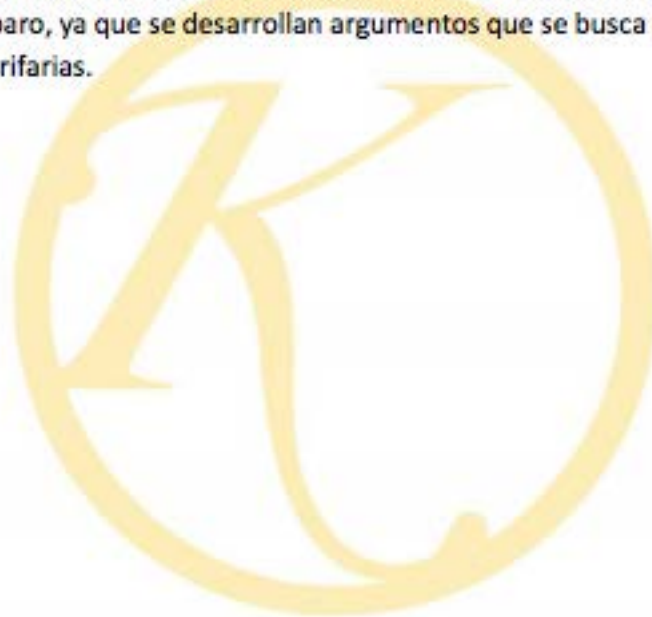 paro, ya que se desarrollan argumentos que se busca
rifarias.
K